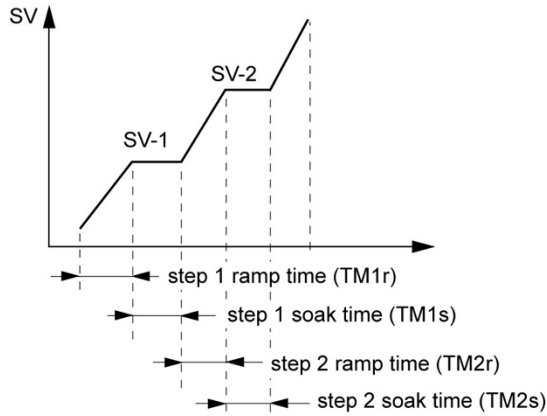 SV
SV-2
SV-1
step 1 ramp time (TM1r)
step 1 soak time (TM1s)
step 2 ramp time (TM2r)
step 2 soak time (TM2s)